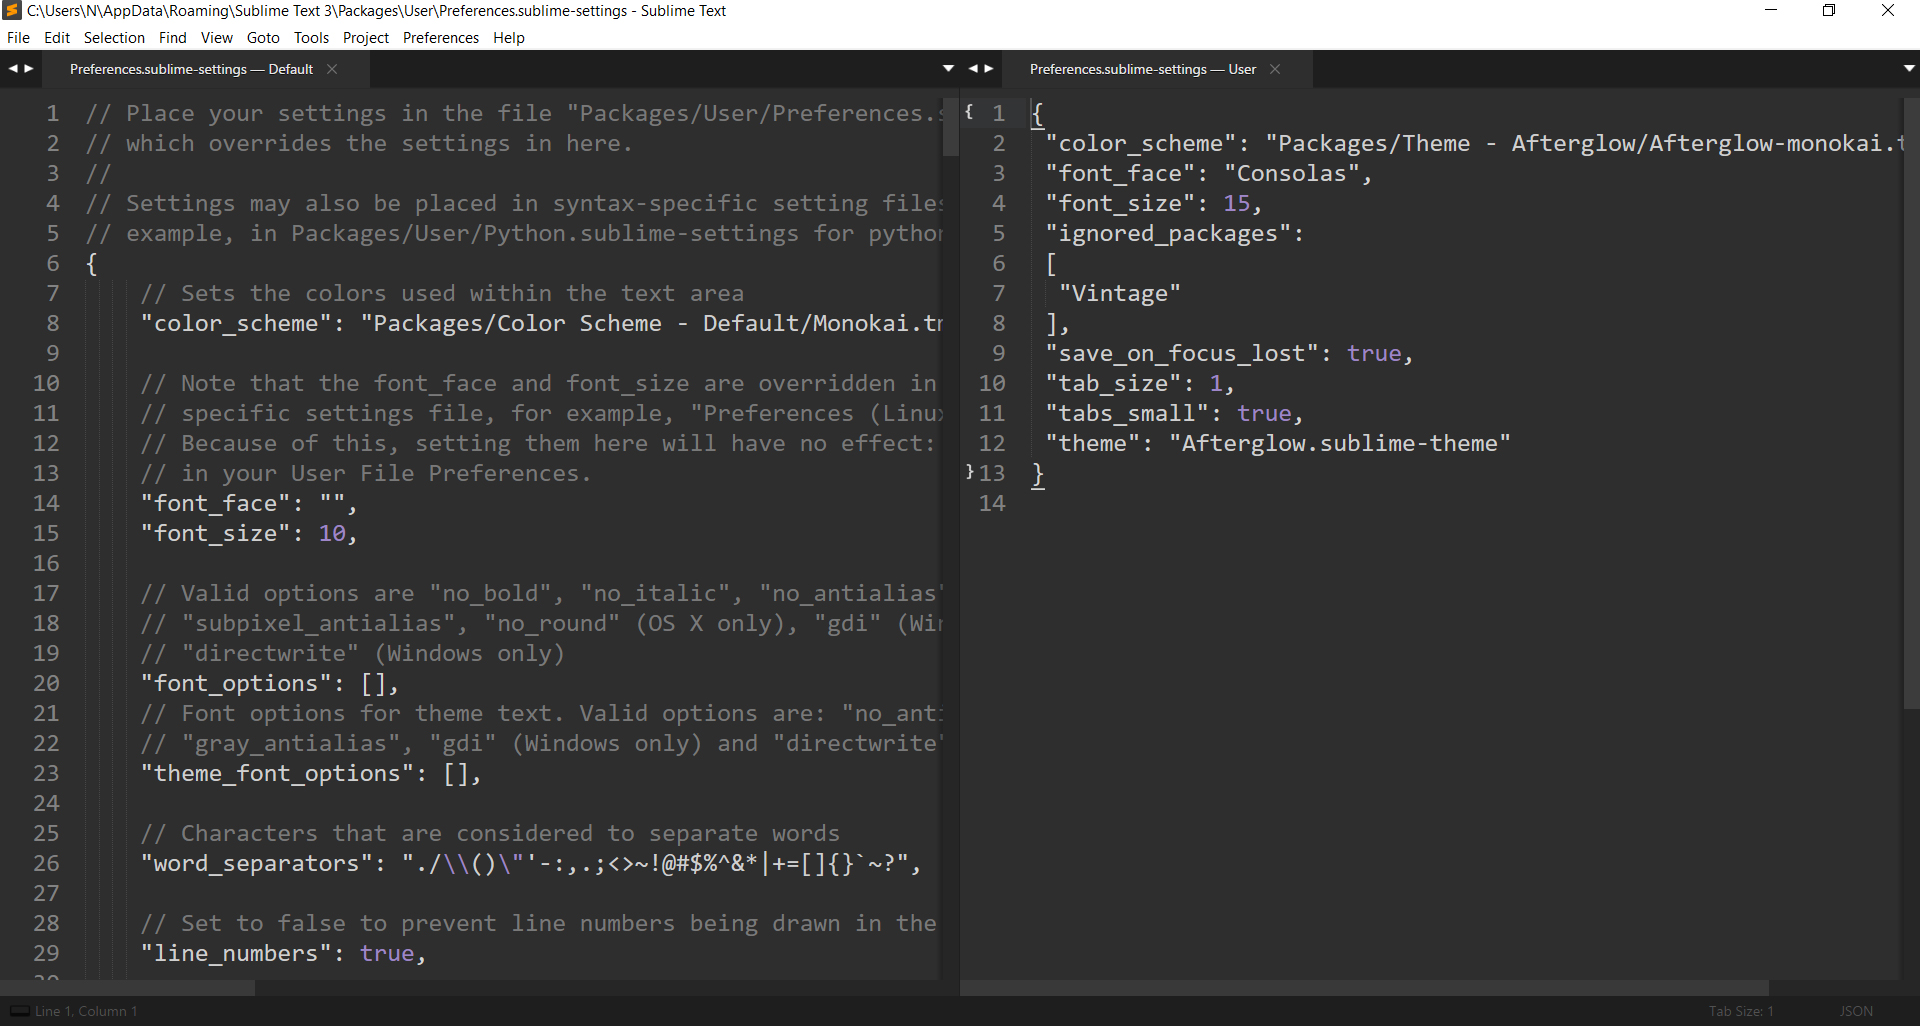 C:\Users\N\AppData\Roaming\Sublime Text 3\Packages\User\Preferences.sublime-settings - Sublime Text
File Edit Selection Find View Goto Tools Project Preferences Help
Preferences.sublime-settings — Default
1 // Place your settings in the file "Packages/User/Preferences.s
2 // which overrides the settings in here.
3 //
4 // Settings may also be placed in syntax-specific setting files
5 // example, in Packages/User/Python.sublime-settings for python
6 {
7 // Sets the colors used within the text area
8 "color_scheme": "Packages/Color Scheme - Default/Monokai.tm
9
10 // Note that the font_face and font_size are overridden in
11 // specific settings file, for example, "Preferences (Linux
12 // Because of this, setting them here will have no effect:
13 // in your User File Preferences.
14 "font_face": "",
15 "font_size": 10,
16
17 // Valid options are "no_bold", "no_italic", "no_antialias"
18 // "subpixel_antialias", "no_round" (OS X only), "gdi" (Win
19 // "directwrite" (Windows only)
20 "font_options": [],
21 // Font options for theme text. Valid options are: "no_anti
22 // "gray_antialias", "gdi" (Windows only) and "directwrite"
23 "theme_font_options": [],
24
25 // Characters that are considered to separate words
26 "word_separators": "./\\()\"'-:,.;<>~!@#$%^&*|+=[]{}`~?",
27
28 // Set to false to prevent line numbers being drawn in the
29 "line_numbers": true,
Preferences.sublime-settings — User
{ 1 {
2 "color_scheme": "Packages/Theme - Afterglow/Afterglow-monokai.t
3 "font_face": "Consolas",
4 "font_size": 15,
5 "ignored_packages":
6 [
7 "Vintage"
8 ],
9 "save_on_focus_lost": true,
10 "tab_size": 1,
11 "tabs_small": true,
12 "theme": "Afterglow.sublime-theme"
} 13 }
14
Line 1, Column 1
Tab Size: 1
JSON